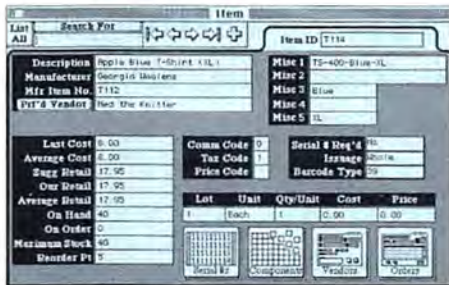 Item
List All
Search For
Item ID T114
Description Apple Blue T-Shirt (XL)
Manufacturer Georgia Woolens
Mfr Item No. T112
Prf'd Vendor Ned the Knitter
Misc 1 TS-400-Blue-XL
Misc 2
Misc 3 Blue
Misc 4
Misc 5 XL
Last Cost 6.00
Average Cost 6.00
Sugg Retail 17.95
Our Retail 17.95
Average Retail 17.95
On Hand 40
On Order 0
Maximum Stock 40
Reorder Pt 5
Comm Code 0
Tax Code 1
Price Code
Serial # Req'd No
Issuage Whole
Barcode Type 39
Lot Unit Qty/Unit Cost Price
1 Each 1 0.00 0.00
Serial #s
Components
Vendors
Orders